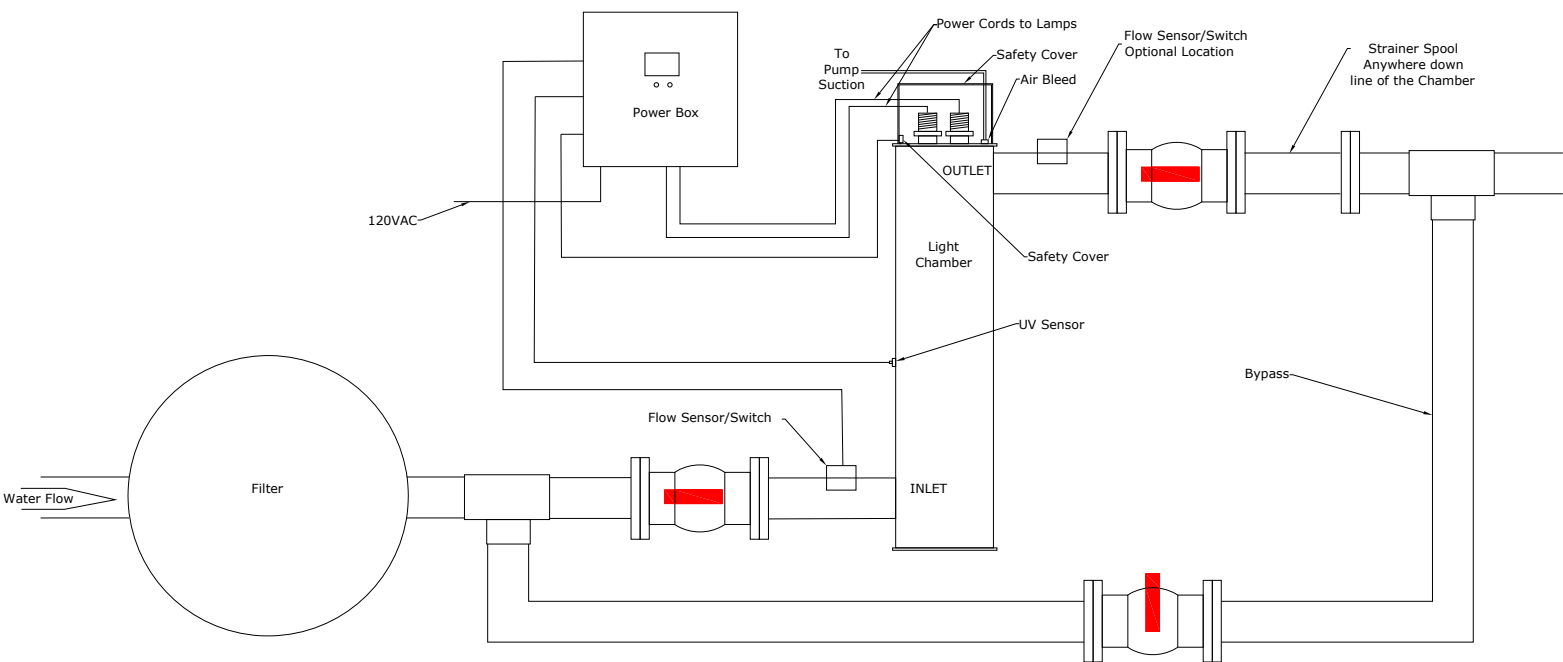 Power Cords to Lamps
To
Pump
Suction
Safety Cover
Air Bleed
Flow Sensor/Switch
Optional Location
Strainer Spool
Anywhere down
line of the Chamber
Power Box
OUTLET
120VAC
Light
Chamber
Safety Cover
UV Sensor
Bypass
Flow Sensor/Switch
Water Flow
Filter
INLET